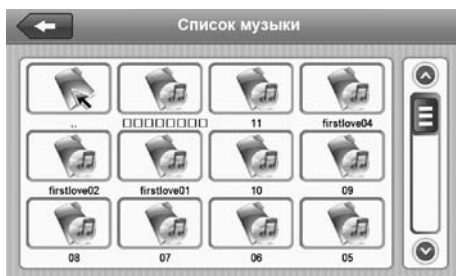 Список музыки
..
□□□□□□□□ 11 firstlove04
firstlove02 firstlove01 10 09
08 07 06 05